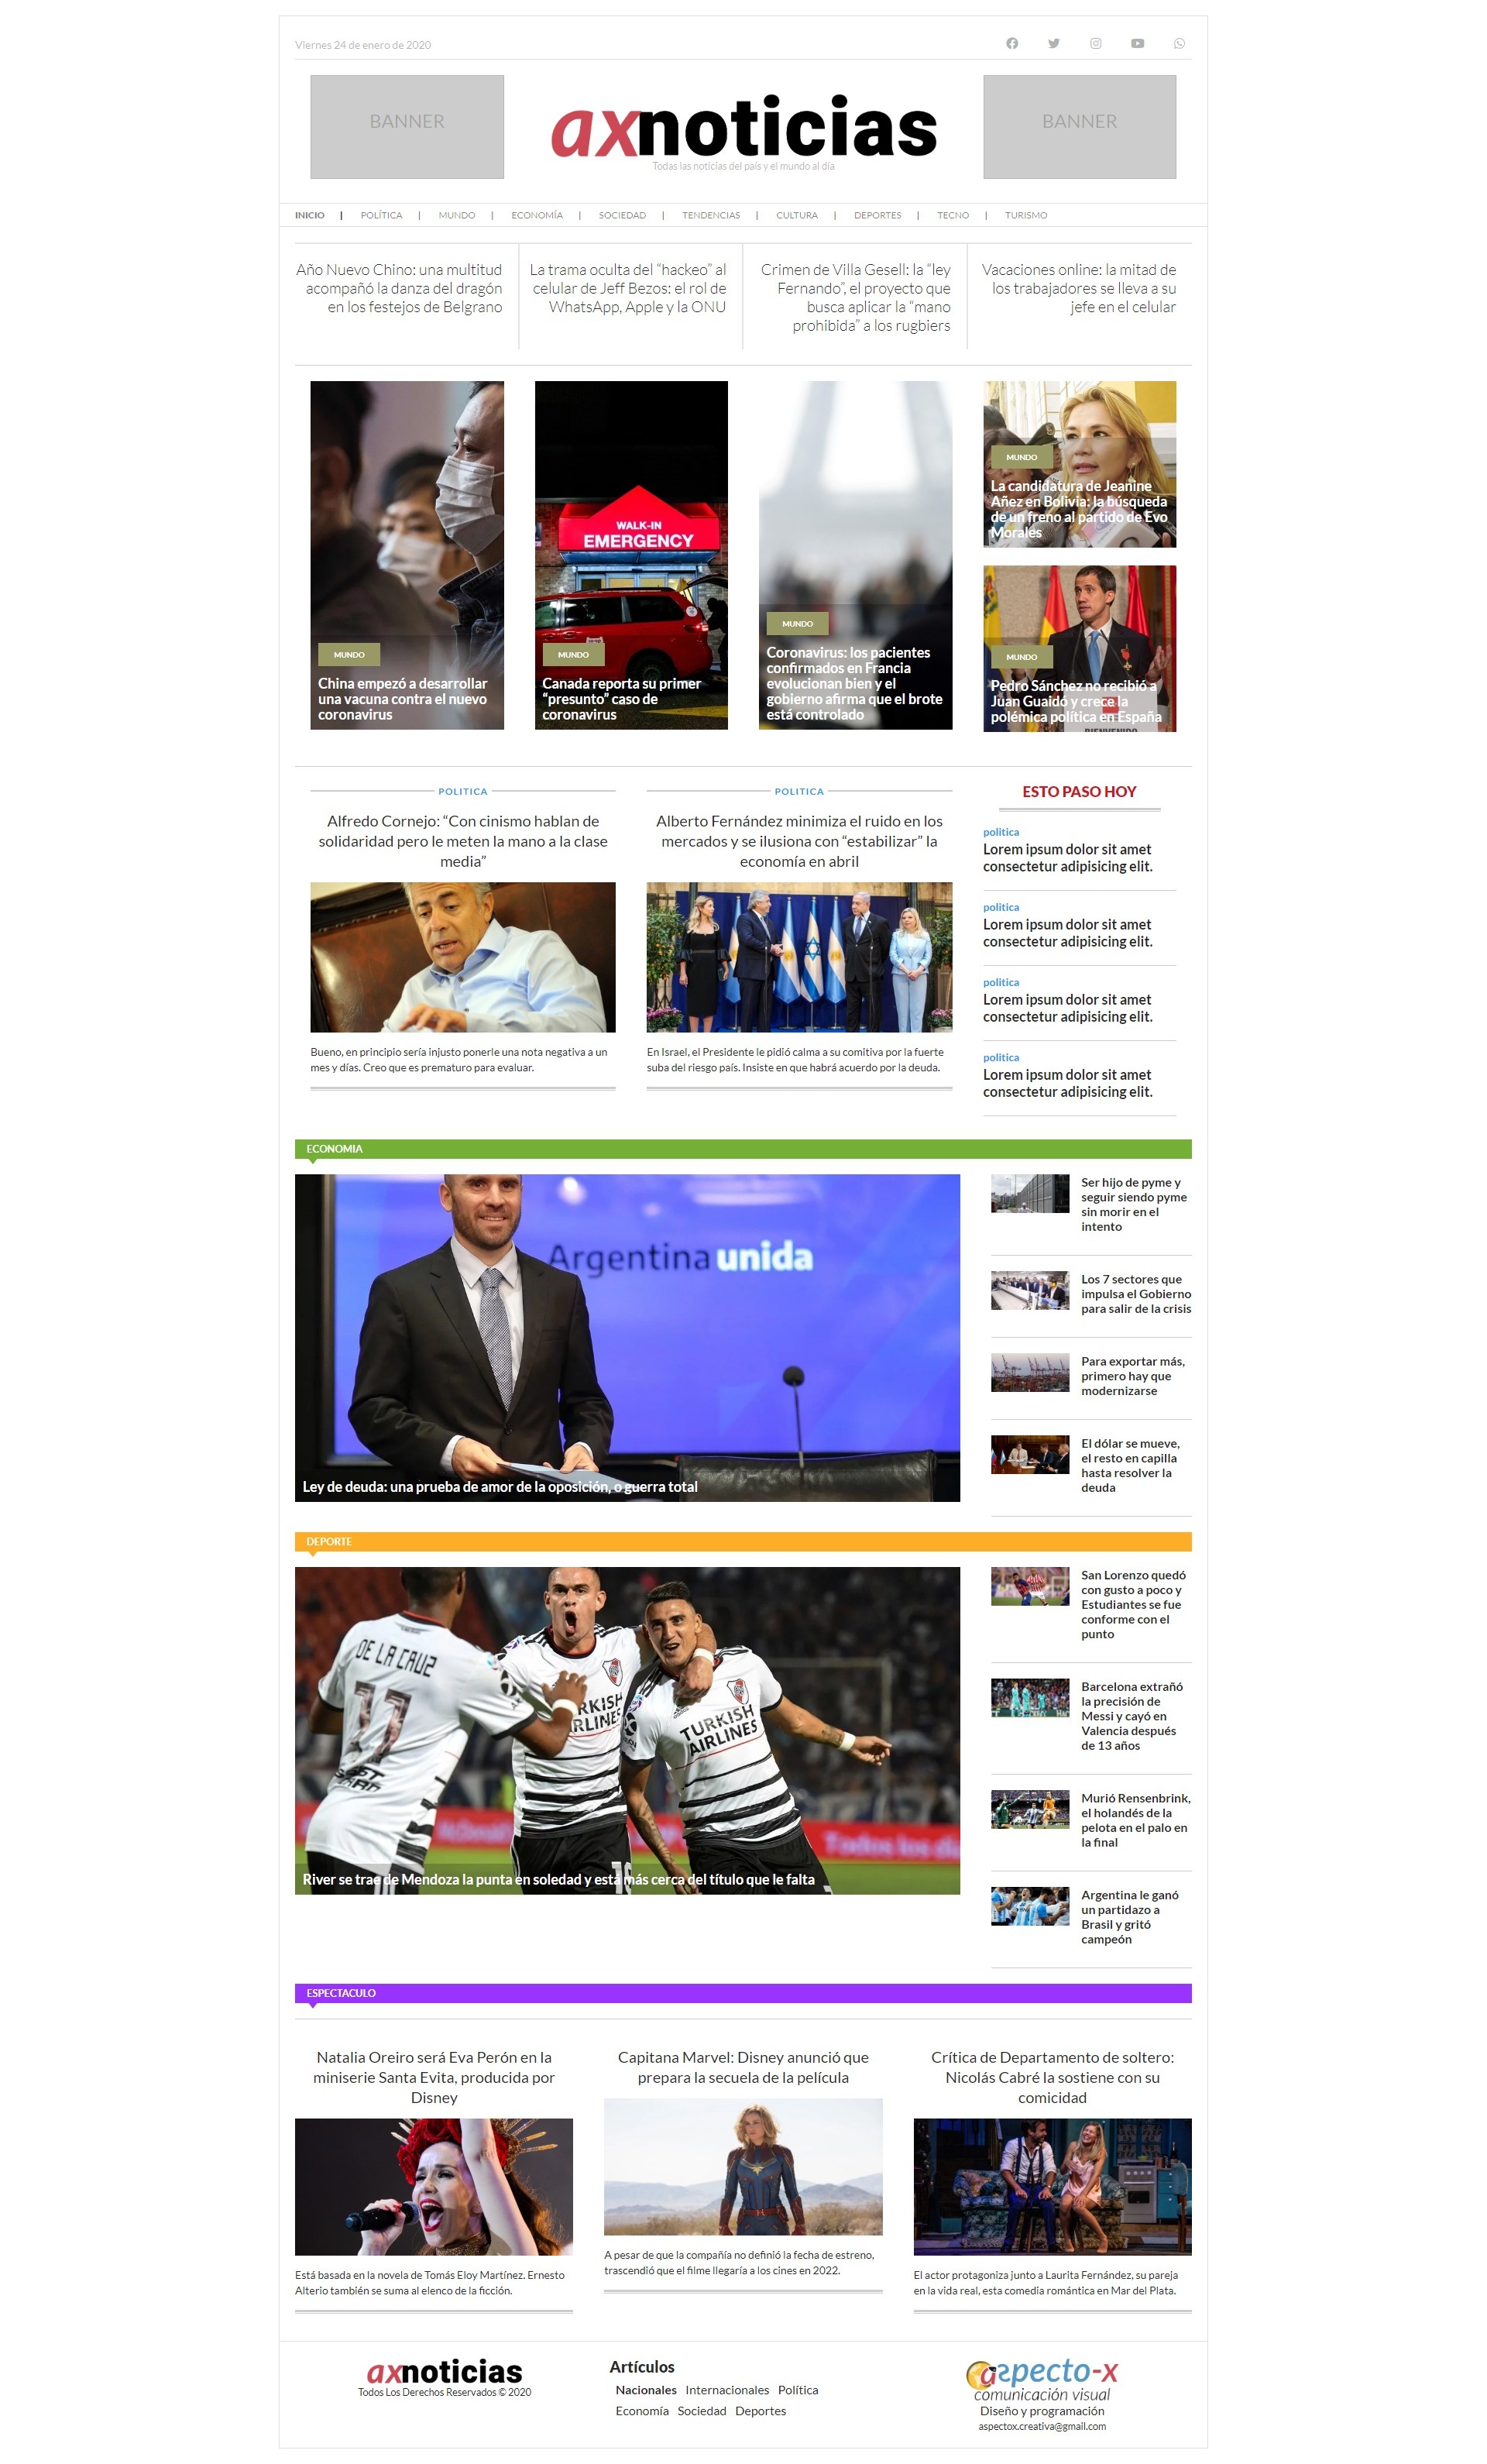 Viernes 24 de enero de 2020
BANNER
axnoticias
Todas las noticias del país y el mundo al día
BANNER
INICIO | POLÍTICA | MUNDO | ECONOMÍA | SOCIEDAD | TENDENCIAS | CULTURA | DEPORTES | TECNO | TURISMO
Año Nuevo Chino: una multitud
acompañó la danza del dragón
en los festejos de Belgrano
La trama oculta del “hackeo” al
celular de Jeff Bezos: el rol de
WhatsApp, Apple y la ONU
Crimen de Villa Gesell: la “ley
Fernando”, el proyecto que
busca aplicar la “mano
prohibida” a los rugbiers
Vacaciones online: la mitad de
los trabajadores se lleva a su
jefe en el celular
MUNDO
China empezó a desarrollar
una vacuna contra el nuevo
coronavirus
WALK-IN
EMERGENCY
MUNDO
Canada reporta su primer
“presunto” caso de
coronavirus
MUNDO
Coronavirus: los pacientes
confirmados en Francia
evolucionan bien y el
gobierno afirma que el brote
está controlado
MUNDO
La candidatura de Jeanine
Añez en Bolivia: la búsqueda
de un freno al partido de Evo
Morales
MUNDO
Pedro Sánchez no recibió a
Juan Guaidó y crece la
polémica política en España
BIENVENIDO
POLITICA
Alfredo Cornejo: “Con cinismo hablan de
solidaridad pero le meten la mano a la clase
media”
Bueno, en principio sería injusto ponerle una nota negativa a un
mes y días. Creo que es prematuro para evaluar.
POLITICA
Alberto Fernández minimiza el ruido en los
mercados y se ilusiona con “estabilizar” la
economía en abril
En Israel, el Presidente le pidió calma a su comitiva por la fuerte
suba del riesgo país. Insiste en que habrá acuerdo por la deuda.
ESTO PASO HOY
politica
Lorem ipsum dolor sit amet
consectetur adipisicing elit.
politica
Lorem ipsum dolor sit amet
consectetur adipisicing elit.
politica
Lorem ipsum dolor sit amet
consectetur adipisicing elit.
politica
Lorem ipsum dolor sit amet
consectetur adipisicing elit.
ECONOMIA
Argentina unida
Ley de deuda: una prueba de amor de la oposición, o guerra total
Ser hijo de pyme y
seguir siendo pyme
sin morir en el
intento
Los 7 sectores que
impulsa el Gobierno
para salir de la crisis
Para exportar más,
primero hay que
modernizarse
El dólar se mueve,
el resto en capilla
hasta resolver la
deuda
DEPORTE
DE LA CRUZ
11
TURKISH
AIRLINES
Todos los
River se trae de Mendoza la punta en soledad y está más cerca del título que le falta
San Lorenzo quedó
con gusto a poco y
Estudiantes se fue
conforme con el
punto
Barcelona extrañó
la precisión de
Messi y cayó en
Valencia después
de 13 años
Murió Rensenbrink,
el holandés de la
pelota en el palo en
la final
Argentina le ganó
un partidazo a
Brasil y gritó
campeón
ESPECTACULO
Natalia Oreiro será Eva Perón en la
miniserie Santa Evita, producida por
Disney
Está basada en la novela de Tomás Eloy Martínez. Ernesto
Alterio también se suma al elenco de la ficción.
Capitana Marvel: Disney anunció que
prepara la secuela de la película
A pesar de que la compañía no definió la fecha de estreno,
trascendió que el filme llegaría a los cines en 2022.
Crítica de Departamento de soltero:
Nicolás Cabré la sostiene con su
comicidad
El actor protagoniza junto a Laurita Fernández, su pareja
en la vida real, esta comedia romántica en Mar del Plata.
axnoticias
Todos Los Derechos Reservados © 2020
Artículos
Nacionales Internacionales Política
Economía Sociedad Deportes
aspecto-x
comunicación visual
Diseño y programación
aspectox.creativa@gmail.com